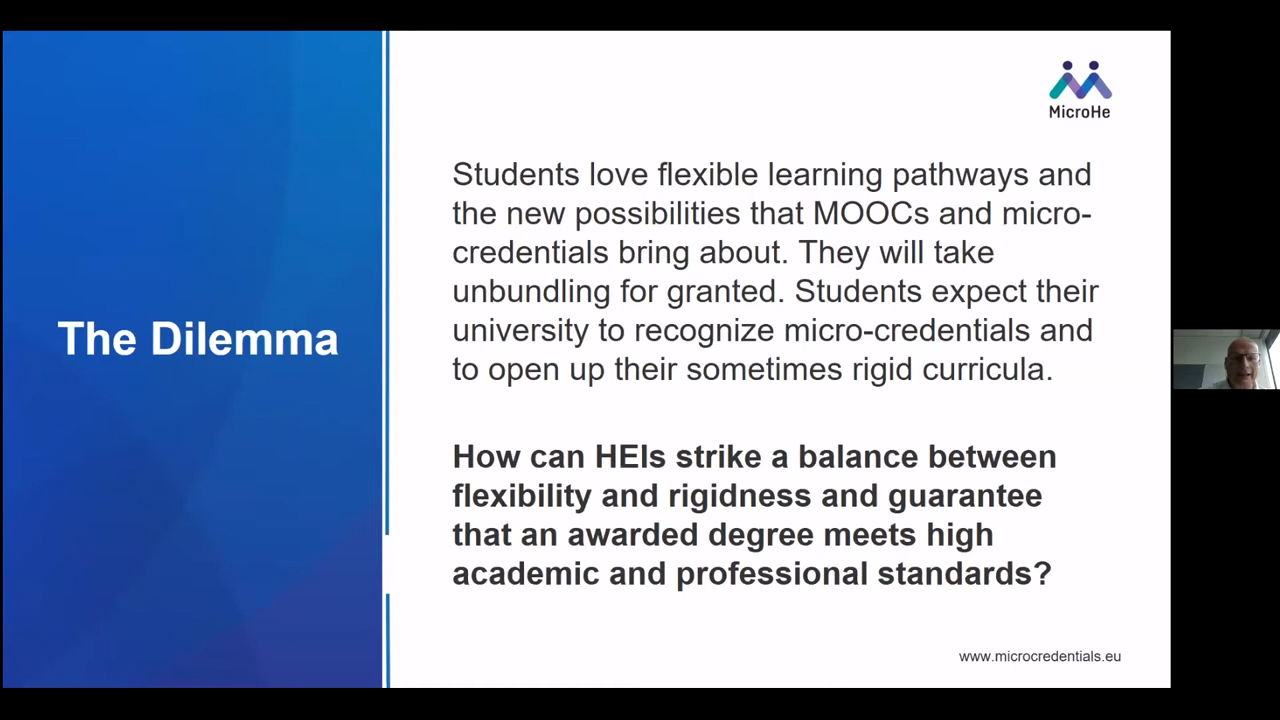 MicroHe
Students love flexible learning pathways and
the new possibilities that MOOCs and micro-
credentials bring about. They will take
unbundling for granted. Students expect their
university to recognize micro-credentials and
to open up their sometimes rigid curricula.
The Dilemma
How can HEIs strike a balance between
flexibility and rigidness and guarantee
that an awarded degree meets high
academic and professional standards?
www.microcredentials.eu